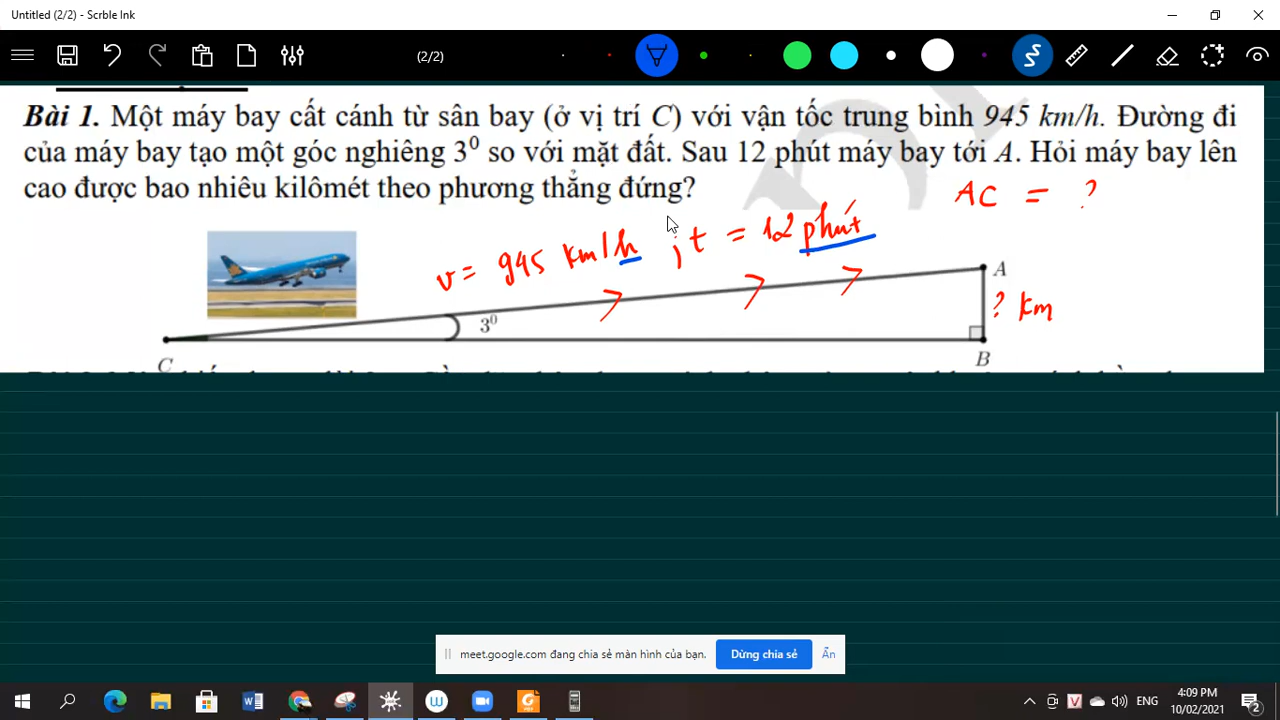 Untitled (2/2) - Scrble Ink
(2/2)
Bài 1. Một máy bay cất cánh từ sân bay (ở vị trí C) với vận tốc trung bình 945 km/h. Đường đi
của máy bay tạo một góc nghiêng 3⁰ so với mặt đất. Sau 12 phút máy bay tới A. Hỏi máy bay lên
cao được bao nhiêu kilômét theo phương thẳng đứng?
AC = ?
v = 945 km/h ; t = 12 phút
A
? km
3⁰
C
B
meet.google.com đang chia sẻ màn hình của bạn.
Dừng chia sẻ
Ẩn
ENG
4:09 PM
10/02/2021
2